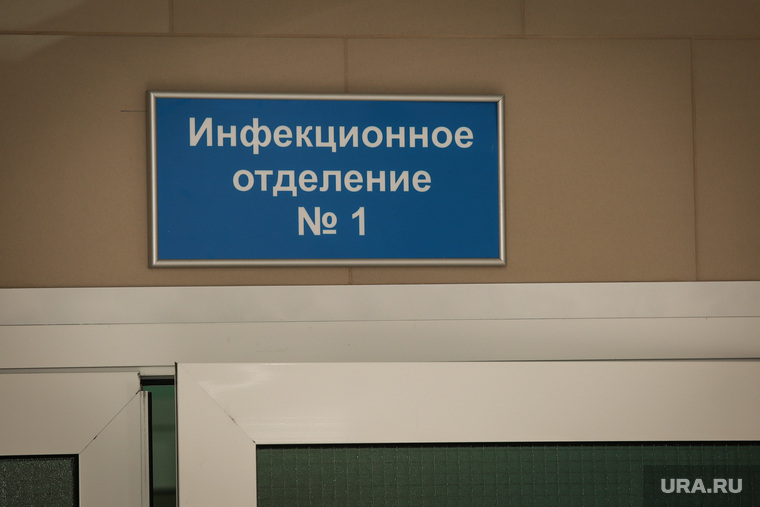 Инфекционное
отделение
№ 1
URA.RU